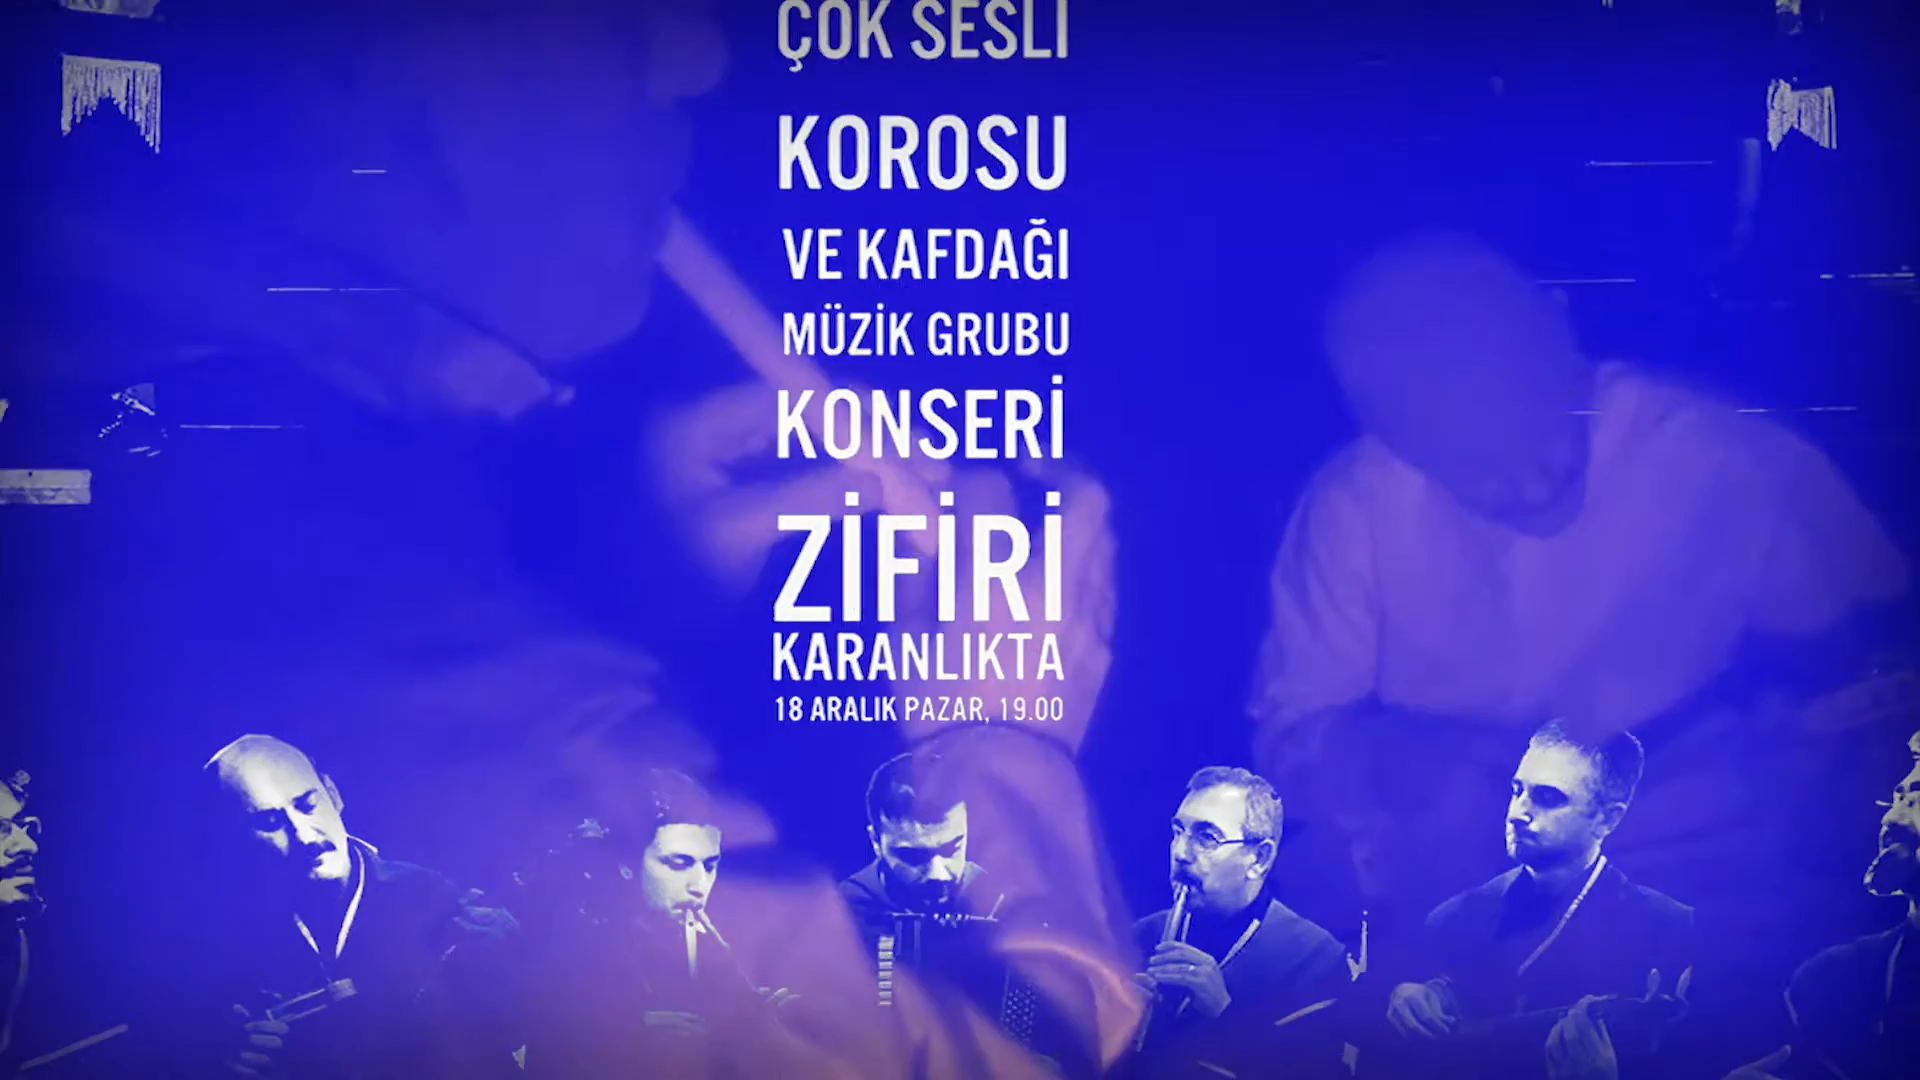 ÇOK SESLİ
KOROSU
VE KAFDAĞI
MÜZİK GRUBU
KONSERİ
ZİFİRİ
KARANLIKTA
18 ARALIK PAZAR, 19.00